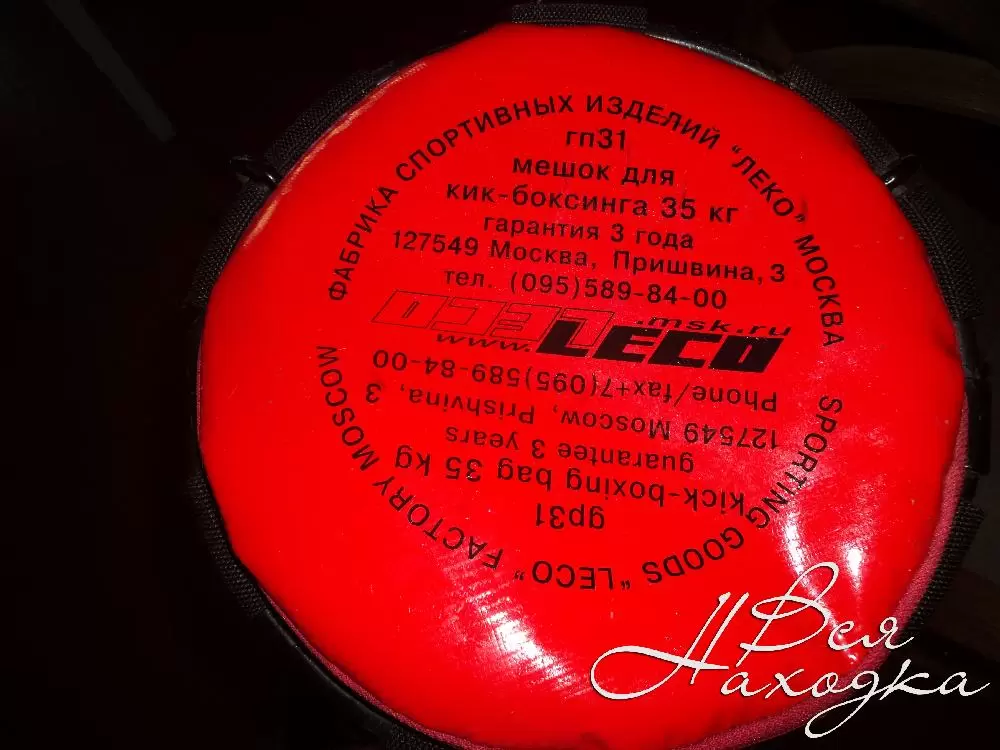 ФАБРИКА СПОРТИВНЫХ ИЗДЕЛИЙ "ЛЕКО" МОСКВА
гп31
мешок для
кик-боксинга 35 кг
гарантия 3 года
127549 Москва, Пришвина,3
тел. (095)589-84-00
www.LECO.msk.ru
Phone/fax+7(095)589-84-00
127549 Moscow, Prishvina, 3
guarantee 3 years
kick-boxing bag 35 kg
gp31
SPORTING GOODS "LECO" FACTORY MOSCOW
Вся
Находка